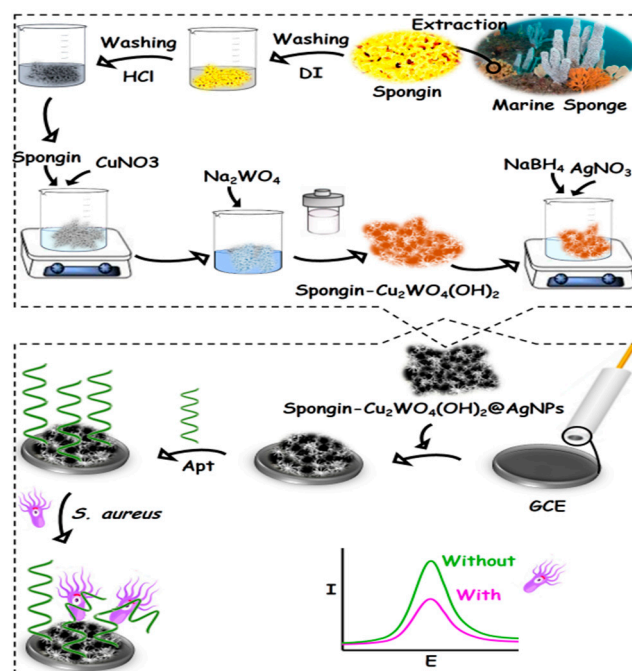 Extraction
Washing
HCl
Washing
DI
Spongin
Marine Sponge
Spongin
CuNO3
Na₂WO₄
NaBH₄
AgNO₃
Spongin-Cu₂WO₄(OH)₂
Spongin-Cu₂WO₄(OH)₂@AgNPs
Apt
GCE
S. aureus
Without
With
I
E